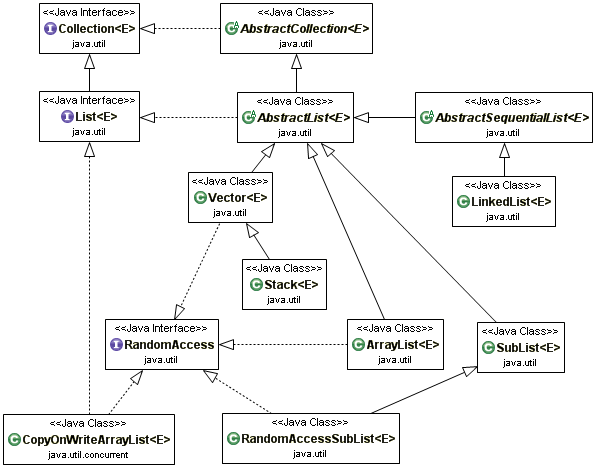 <<Java Interface>>
Collection<E>
java.util
<<Java Class>>
AbstractCollection<E>
java.util
<<Java Interface>>
List<E>
java.util
<<Java Class>>
AbstractList<E>
java.util
<<Java Class>>
AbstractSequentialList<E>
java.util
<<Java Class>>
Vector<E>
java.util
<<Java Class>>
LinkedList<E>
java.util
<<Java Class>>
Stack<E>
java.util
<<Java Interface>>
RandomAccess
java.util
<<Java Class>>
ArrayList<E>
java.util
<<Java Class>>
SubList<E>
java.util
<<Java Class>>
CopyOnWriteArrayList<E>
java.util.concurrent
<<Java Class>>
RandomAccessSubList<E>
java.util